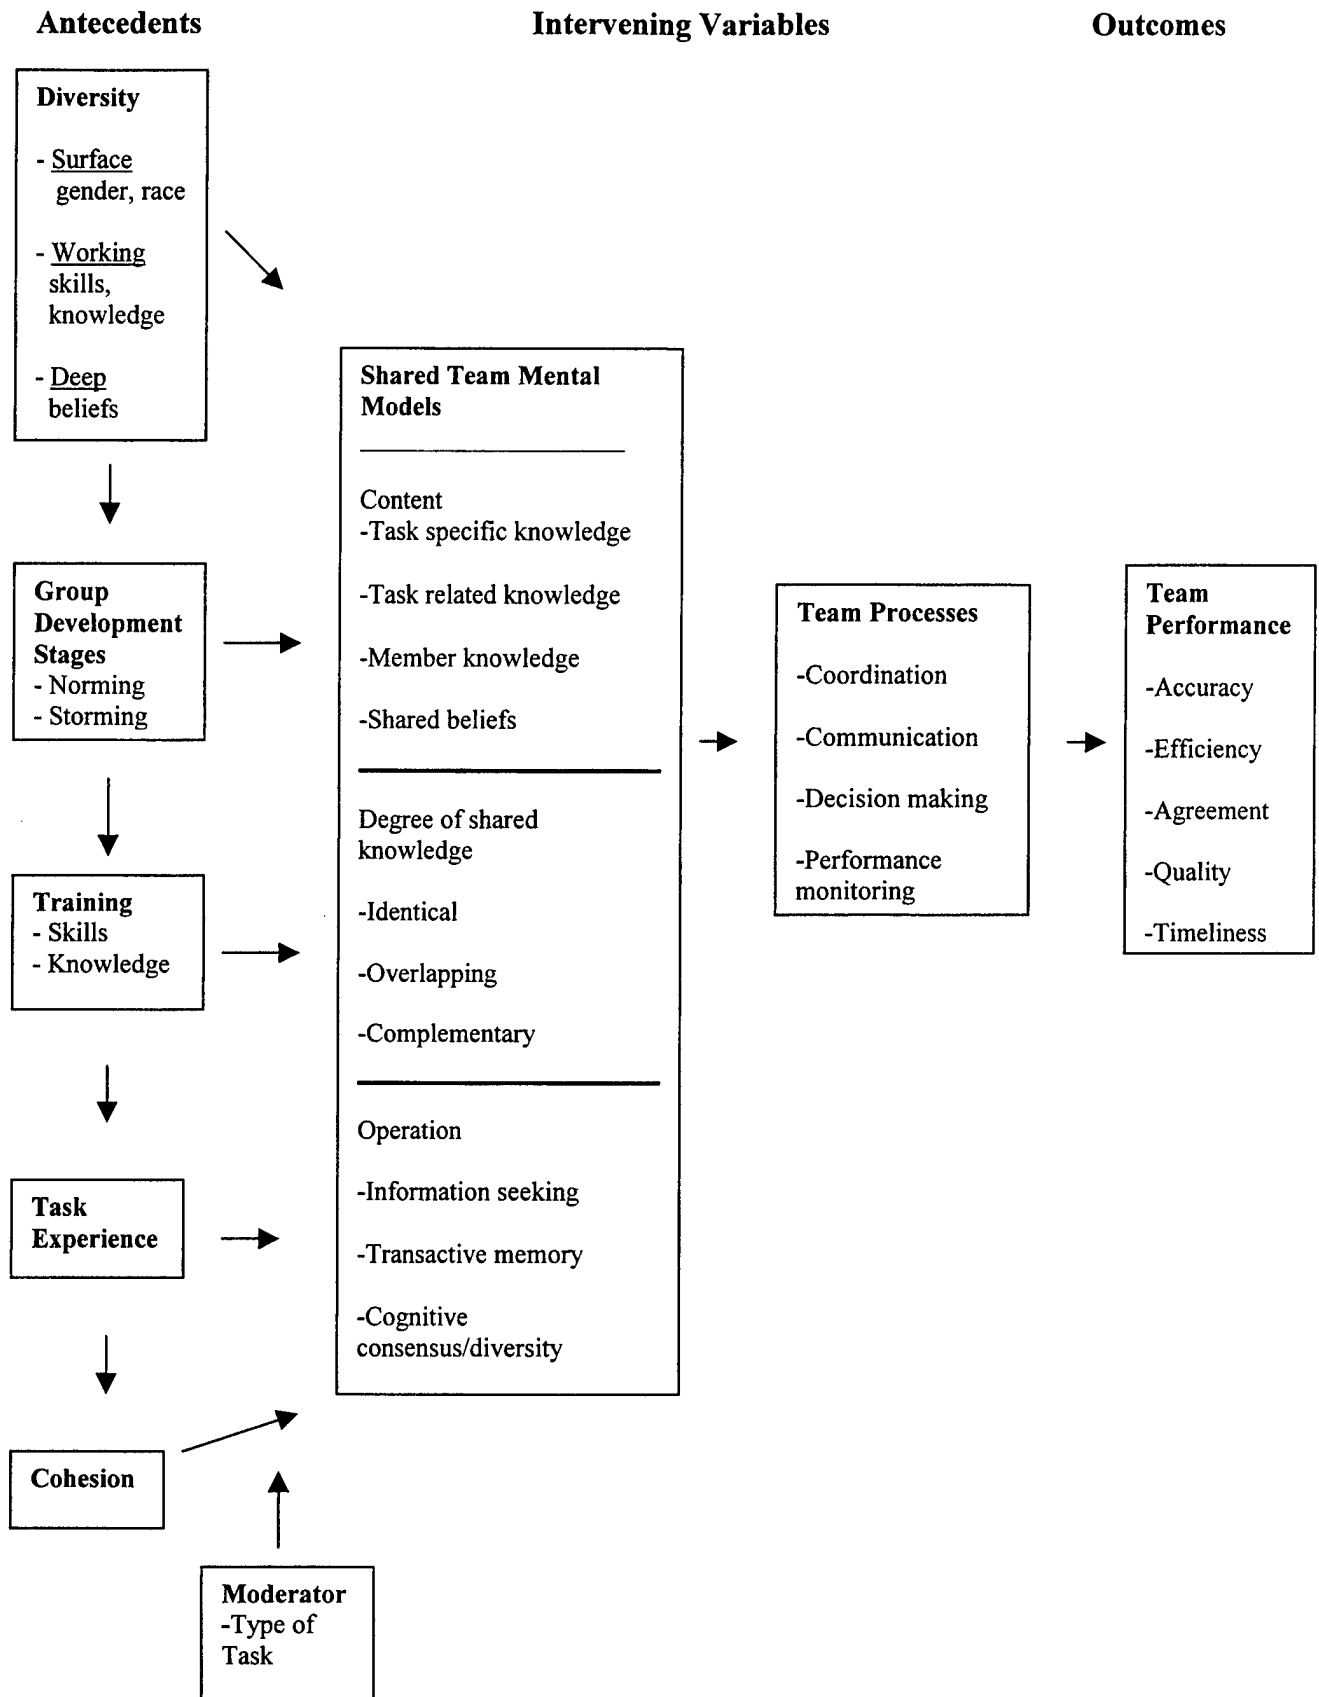 Antecedents
Intervening Variables
Outcomes
Diversity
- Surface
gender, race
- Working
skills,
knowledge
- Deep
beliefs
Group
Development
Stages
- Norming
- Storming
Training
- Skills
- Knowledge
Task
Experience
Cohesion
Moderator
-Type of
Task
Shared Team Mental
Models
Content
-Task specific knowledge
-Task related knowledge
-Member knowledge
-Shared beliefs
Degree of shared
knowledge
-Identical
-Overlapping
-Complementary
Operation
-Information seeking
-Transactive memory
-Cognitive
consensus/diversity
Team Processes
-Coordination
-Communication
-Decision making
-Performance
monitoring
Team
Performance
-Accuracy
-Efficiency
-Agreement
-Quality
-Timeliness